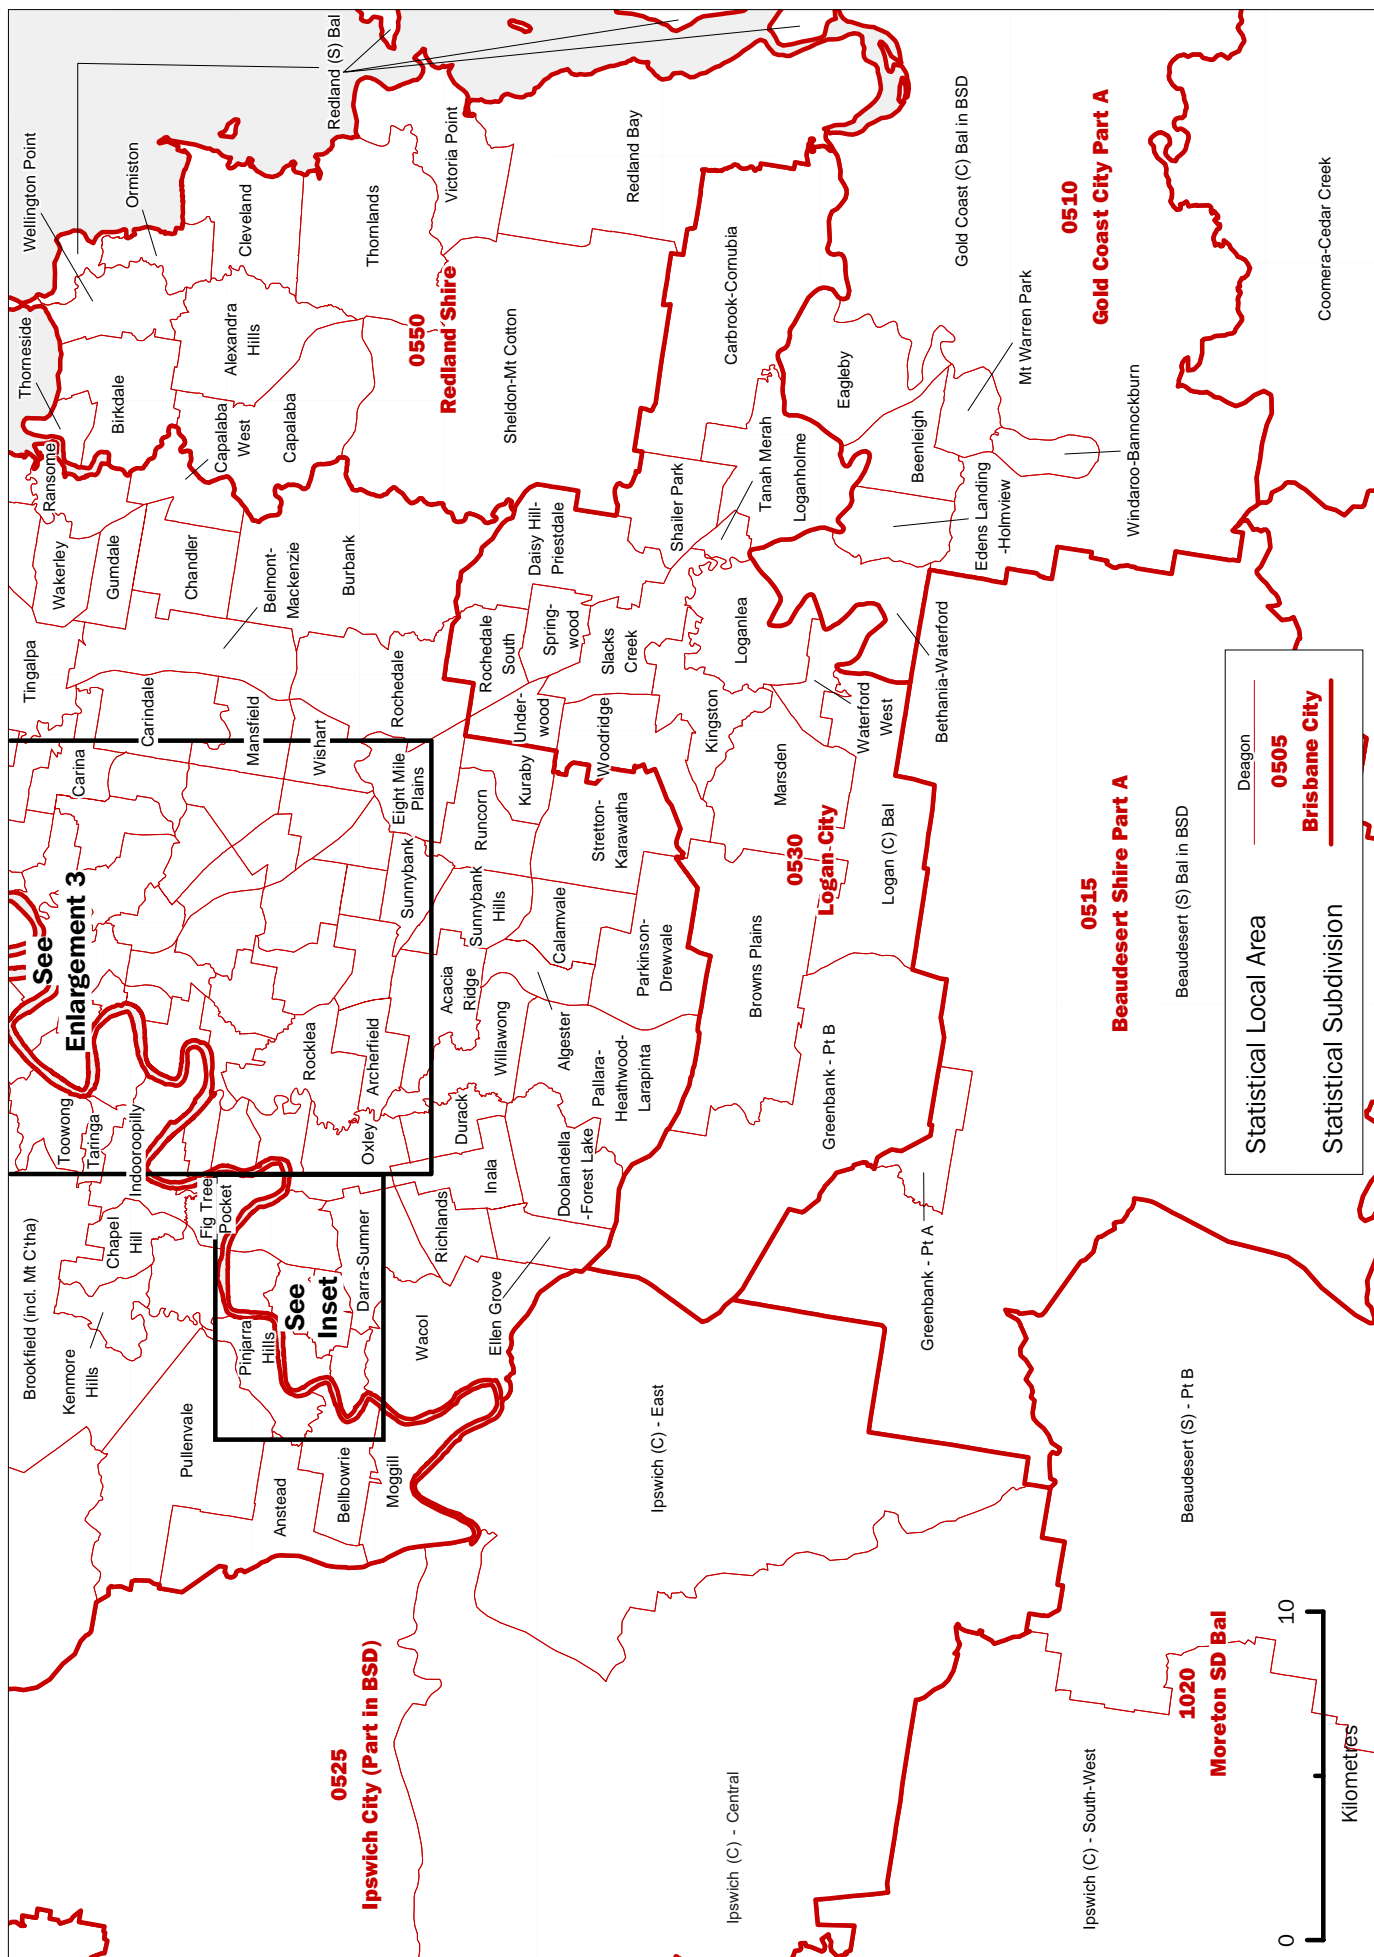 Brookfield (incl. Mt C'tha)
Kenmore
Hills
Chapel
Hill
Toowong
Taringa
Indooroopilly
See
Enlargement 3
Carina
Tingalpa
Wakerley
Ransome
Thorneside
Wellington Point
Ormiston
Redland (S) Bal
Pullenvale
Fig Tree
Pocket
Pinjarra
Hills
Carindale
Gumdale
Birkdale
Chandler
Capalaba
West
Alexandra
Hills
Cleveland
Anstead
See
Inset
Rocklea
Mansfield
Belmont-
Mackenzie
Capalaba
Wishart
Burbank
0525
Ipswich City (Part in BSD)
Bellbowrie
Darra-Sumner
Oxley
Archerfield
Eight Mile
Plains
Sunnybank
Rochedale
Thornlands
Moggill
Wacol
Richlands
Durack
Acacia
Ridge
0550
Redland Shire
Victoria Point
Ellen Grove
Inala
Willawong
Sunnybank
Hills
Runcorn
Kuraby
Rochedale
South
Under-
wood
Sheldon-Mt Cotton
Doolandella
-Forest Lake
Algester
Calamvale
Spring-
wood
Daisy Hill-
Priestdale
Pallara-
Heathwood-
Larapinta
Parkinson-
Drewvale
Stretton-
Karawatha
Woodridge
Slacks
Creek
Redland Bay
Ipswich (C) - East
Shailer Park
Kingston
Loganlea
Tanah Merah
Carbrook-Cornubia
Ipswich (C) - Central
Browns Plains
Marsden
Loganholme
0530
Logan City
Greenbank - Pt B
Eagleby
Waterford
West
Logan (C) Bal
Beenleigh
Greenbank - Pt A
Bethania-Waterford
Edens Landing
-Holmview
Gold Coast (C) Bal in BSD
Mt Warren Park
0510
Gold Coast City Part A
0515
Beaudesert Shire Part A
Windaroo-Bannockburn
Ipswich (C) - South-West
Beaudesert (S) - Pt B
Beaudesert (S) Bal in BSD
1020
Moreton SD Bal
Coomera-Cedar Creek
Statistical Local Area
Deagon
Statistical Subdivision
0505
Brisbane City
0
10
Kilometres